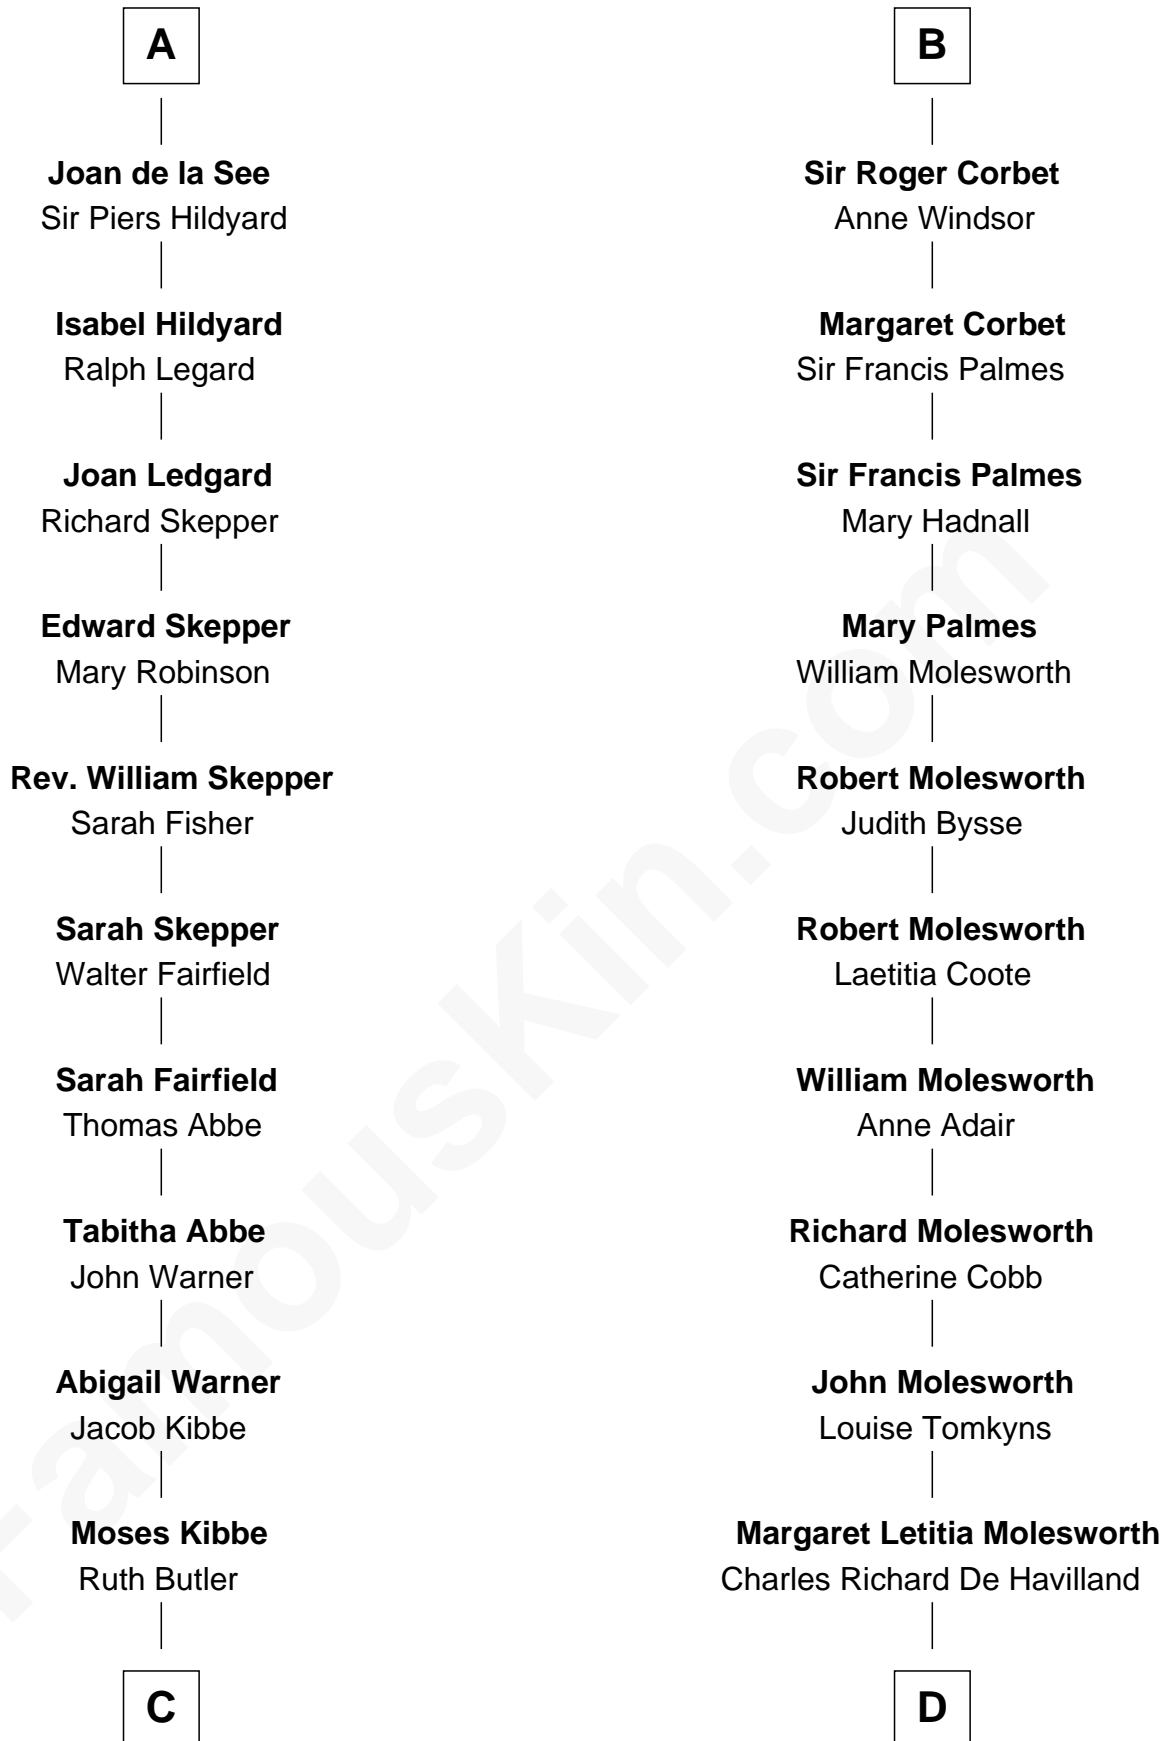 A
Joan de la See
Sir Piers Hildyard
Isabel Hildyard
Ralph Legard
Joan Ledgard
Richard Skepper
Edward Skepper
Mary Robinson
Rev. William Skepper
Sarah Fisher
Sarah Skepper
Walter Fairfield
Sarah Fairfield
Thomas Abbe
Tabitha Abbe
John Warner
Abigail Warner
Jacob Kibbe
Moses Kibbe
Ruth Butler
C
B
Sir Roger Corbet
Anne Windsor
Margaret Corbet
Sir Francis Palmes
Sir Francis Palmes
Mary Hadnall
Mary Palmes
William Molesworth
Robert Molesworth
Judith Bysse
Robert Molesworth
Laetitia Coote
William Molesworth
Anne Adair
Richard Molesworth
Catherine Cobb
John Molesworth
Louise Tomkyns
Margaret Letitia Molesworth
Charles Richard De Havilland
D
FamousKin.com